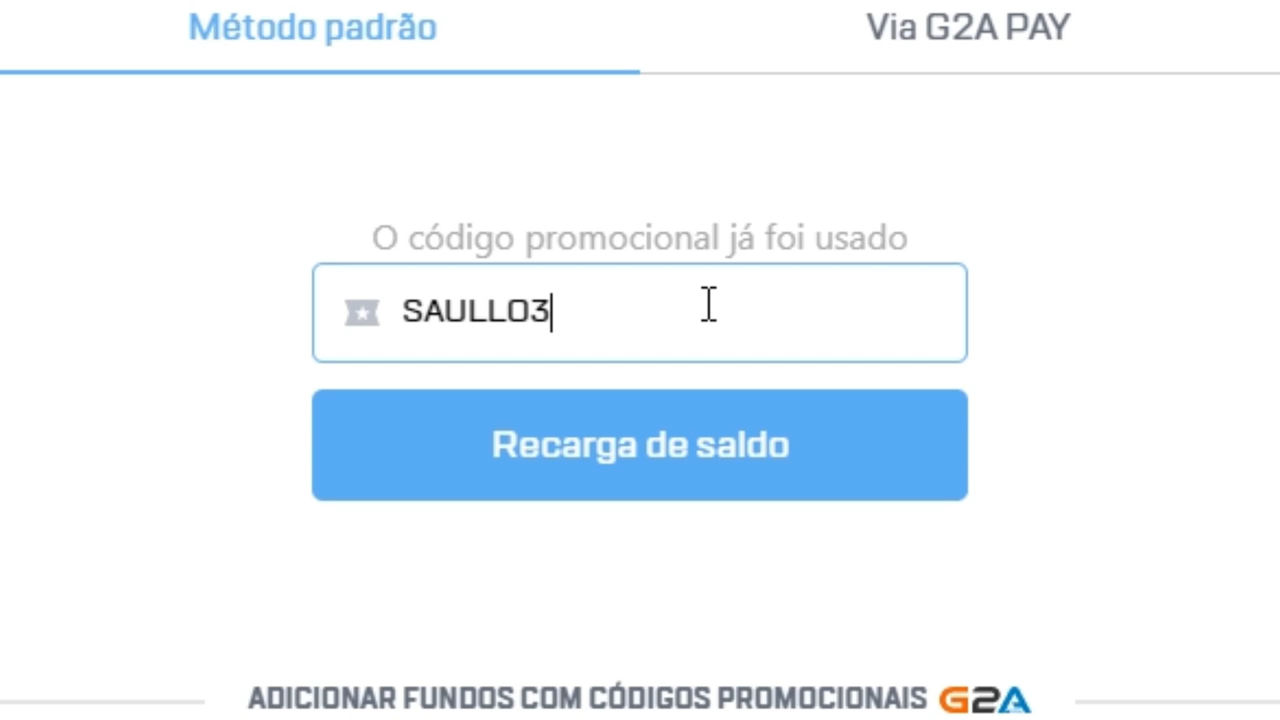 Método padrão
Via G2A PAY
O código promocional já foi usado
SAULLO3
Recarga de saldo
ADICIONAR FUNDOS COM CÓDIGOS PROMOCIONAIS G2A